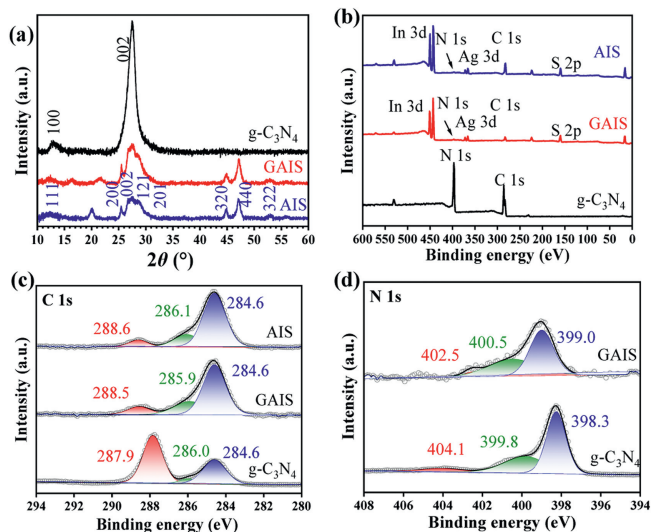 (a)
002
100
g-C₃N₄
GAIS
AIS
111
200
002
121
201
320
440
322
10 15 20 25 30 35 40 45 50 55 60
2θ (°)
Intensity (a.u.)
(b)
In 3d
N 1s
Ag 3d
C 1s
S 2p
AIS
In 3d
N 1s
Ag 3d
C 1s
S 2p
GAIS
N 1s
C 1s
g-C₃N₄
600 550 500 450 400 350 300 250 200 150 100 50 0
Binding energy (eV)
Intensity (a.u.)
(c)
C 1s
288.6
286.1
284.6
AIS
288.5
285.9
284.6
GAIS
287.9
286.0
284.6
g-C₃N₄
294 292 290 288 286 284 282 280
Binding energy (eV)
Intensity (a.u.)
(d)
N 1s
402.5
400.5
399.0
GAIS
404.1
399.8
398.3
g-C₃N₄
408 406 404 402 400 398 396 394
Binding energy (eV)
Intensity (a.u.)